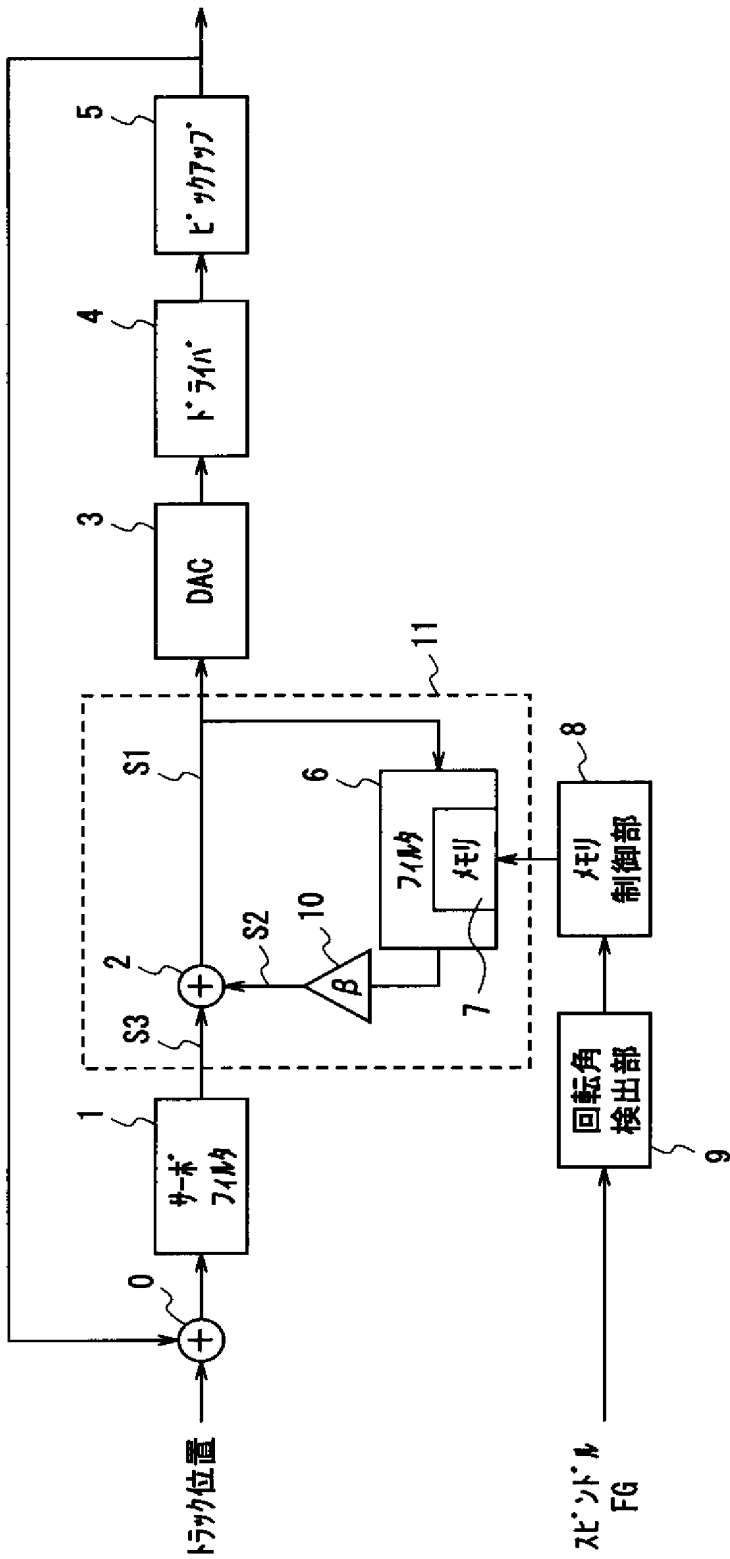 トラック位置
0
サーボ
フィルタ
1
S3
2
S1
S2
β
10
フィルタ
メモリ
6
7
11
DAC
3
ドライバ
4
ピックアップ
5
スピンドル
FG
回転角
検出部
9
メモリ
制御部
8